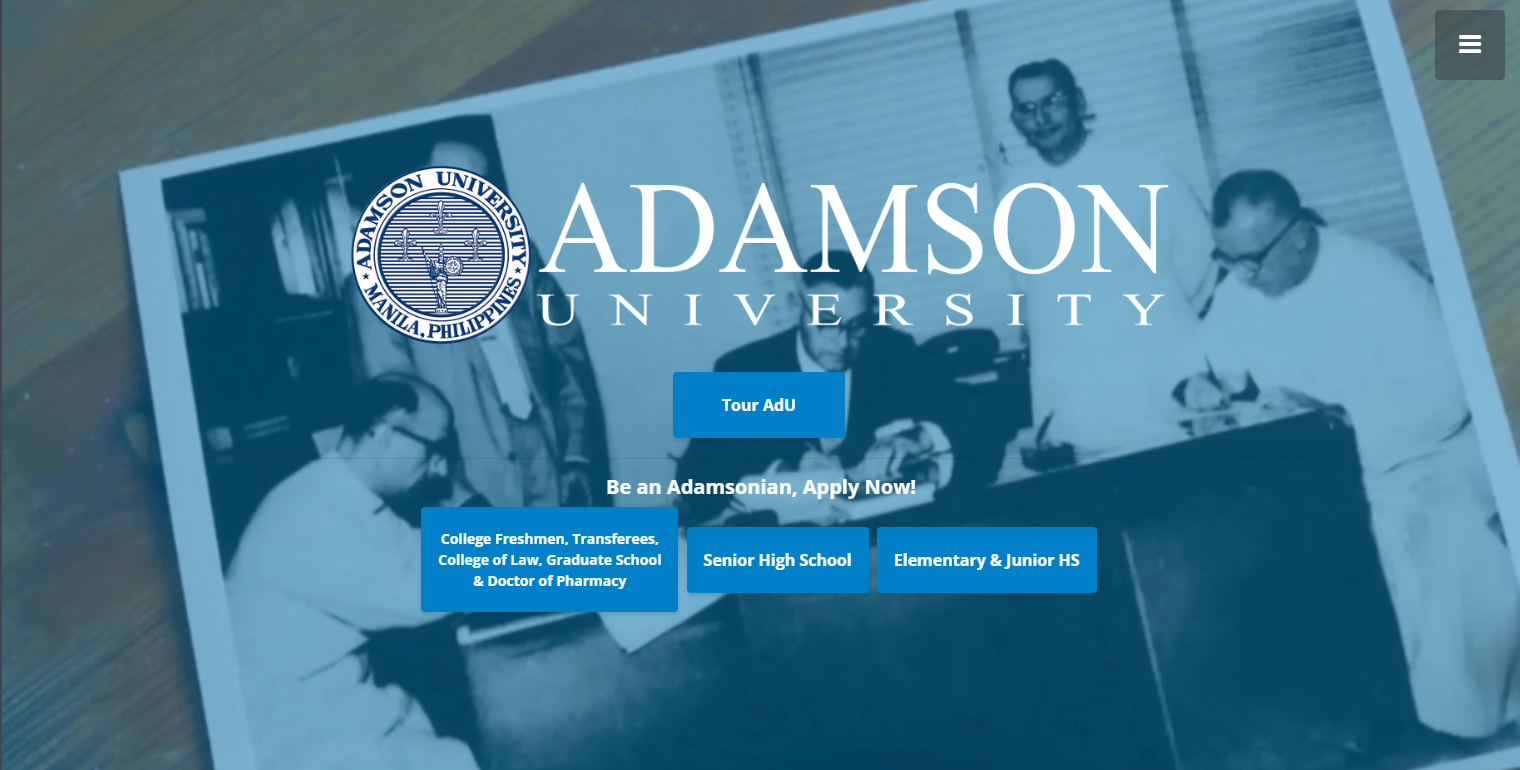 ADAMSON UNIVERSITY
MANILA, PHILIPPINES
ADAMSON
UNIVERSITY
Tour AdU
Be an Adamsonian, Apply Now!
College Freshmen, Transferees,
College of Law, Graduate School
& Doctor of Pharmacy
Senior High School
Elementary & Junior HS